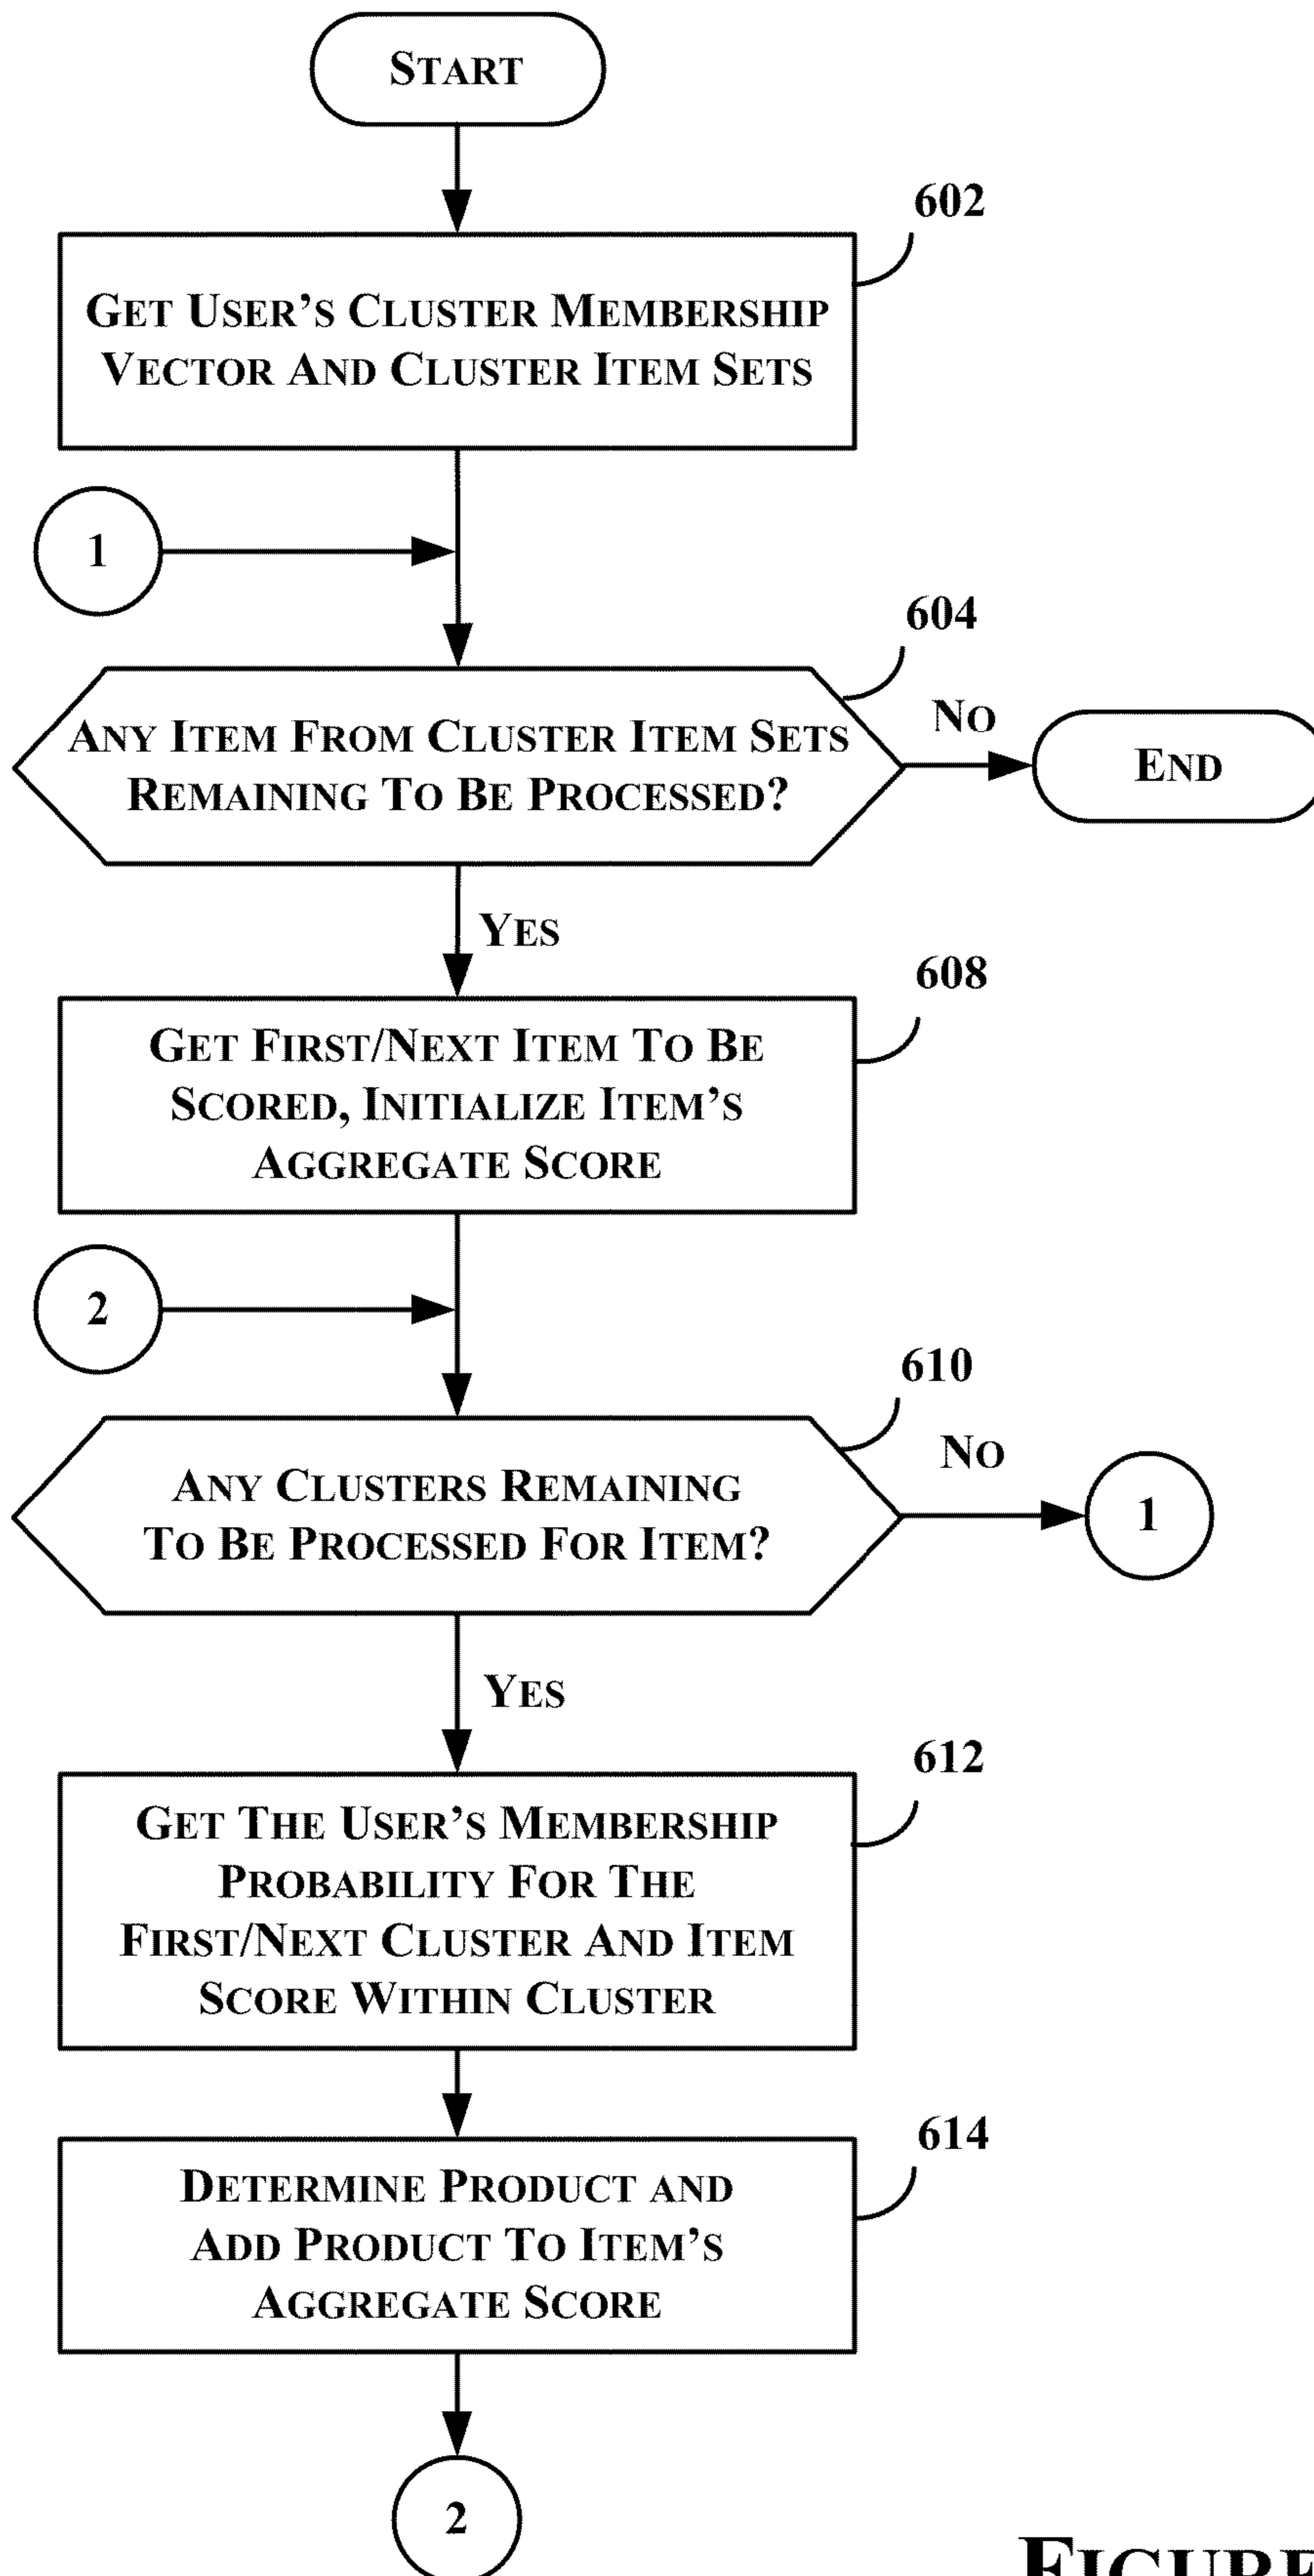 START
602
GET USER'S CLUSTER MEMBERSHIP
VECTOR AND CLUSTER ITEM SETS
1
604
ANY ITEM FROM CLUSTER ITEM SETS
REMAINING TO BE PROCESSED?
NO
END
YES
608
GET FIRST/NEXT ITEM TO BE
SCORED, INITIALIZE ITEM'S
AGGREGATE SCORE
2
610
ANY CLUSTERS REMAINING
TO BE PROCESSED FOR ITEM?
NO
1
YES
612
GET THE USER'S MEMBERSHIP
PROBABILITY FOR THE
FIRST/NEXT CLUSTER AND ITEM
SCORE WITHIN CLUSTER
614
DETERMINE PRODUCT AND
ADD PRODUCT TO ITEM'S
AGGREGATE SCORE
2
FIGURE